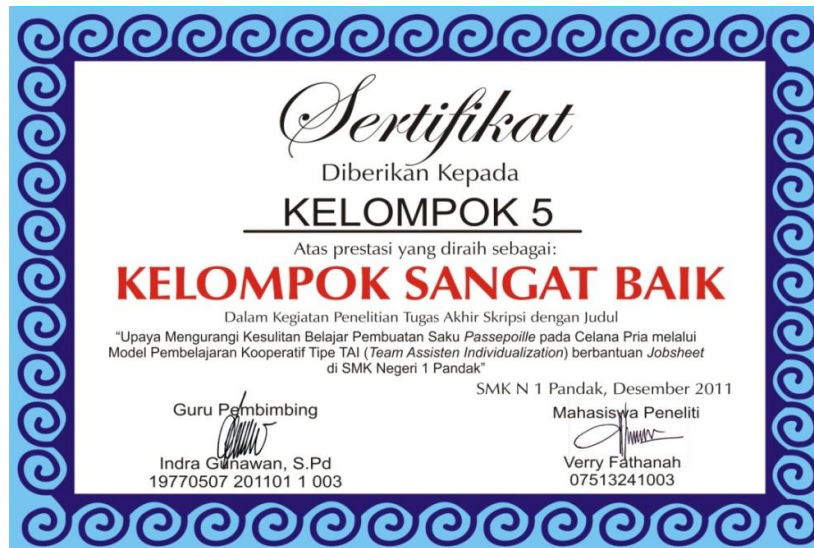 Sertifikat
Diberikan Kepada
KELOMPOK 5
Atas prestasi yang diraih sebagai:
KELOMPOK SANGAT BAIK
Dalam Kegiatan Penelitian Tugas Akhir Skripsi dengan Judul
“Upaya Mengurangi Kesulitan Belajar Pembuatan Saku Passepoille pada Celana Pria melalui
Model Pembelajaran Kooperatif Tipe TAI (Team Assisten Individualization) berbantuan Jobsheet
di SMK Negeri 1 Pandak”
SMK N 1 Pandak, Desember 2011
Guru Pembimbing
Indra Gunawan, S.Pd
19770507 201101 1 003
Mahasiswa Peneliti
Verry Fathanah
07513241003